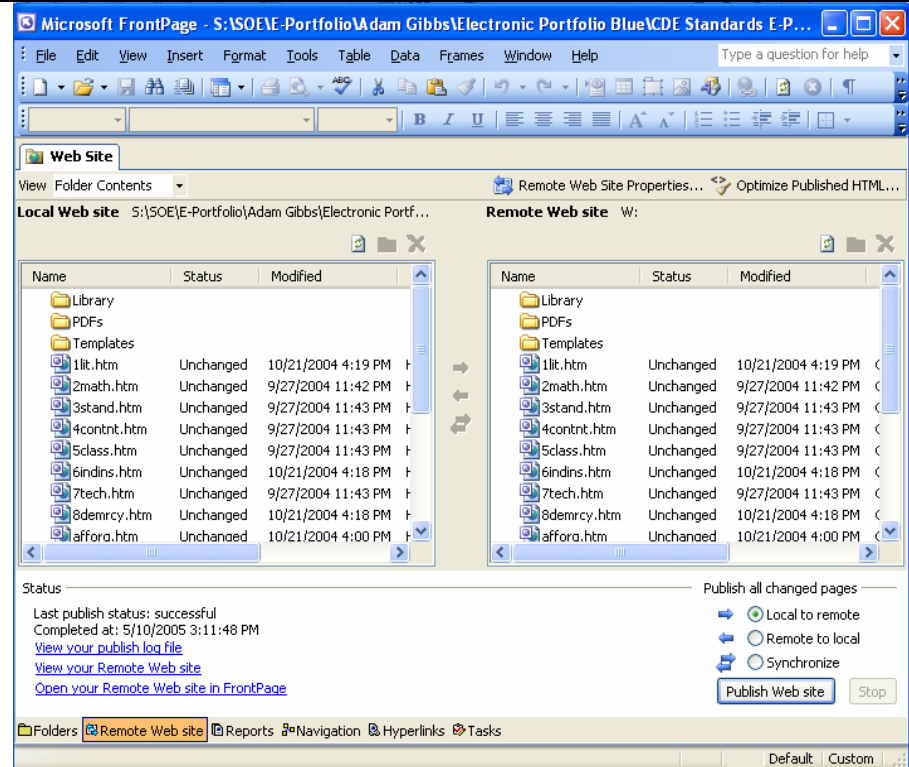 Microsoft FrontPage - S:\SOE\E-Portfolio\Adam Gibbs\Electronic Portfolio Blue\CDE Standards E-P...
File Edit View Insert Format Tools Table Data Frames Window Help Type a question for help
ABC
B I U A A
Web Site
View Folder Contents Remote Web Site Properties... Optimize Published HTML...
Local Web site S:\SOE\E-Portfolio\Adam Gibbs\Electronic Portf... Remote Web site W:
Name Status Modified Name Status Modified
Library Library
PDFs PDFs
Templates Templates
1lit.htm Unchanged 10/21/2004 4:19 PM 1lit.htm Unchanged 10/21/2004 4:19 PM
2math.htm Unchanged 9/27/2004 11:42 PM 2math.htm Unchanged 9/27/2004 11:42 PM
3stand.htm Unchanged 9/27/2004 11:43 PM 3stand.htm Unchanged 9/27/2004 11:43 PM
4contnt.htm Unchanged 9/27/2004 11:43 PM 4contnt.htm Unchanged 9/27/2004 11:43 PM
5class.htm Unchanged 9/27/2004 11:43 PM 5class.htm Unchanged 9/27/2004 11:43 PM
6indins.htm Unchanged 10/21/2004 4:18 PM 6indins.htm Unchanged 10/21/2004 4:18 PM
7tech.htm Unchanged 9/27/2004 11:43 PM 7tech.htm Unchanged 9/27/2004 11:43 PM
8demrcy.htm Unchanged 10/21/2004 4:18 PM 8demrcy.htm Unchanged 10/21/2004 4:18 PM
afforg.htm Unchanged 10/21/2004 4:00 PM afforg.htm Unchanged 10/21/2004 4:00 PM
Status Publish all changed pages
Last publish status: successful Local to remote
Completed at: 5/10/2005 3:11:48 PM
View your publish log file Remote to local
View your Remote Web site Synchronize
Open your Remote Web site in FrontPage Publish Web site Stop
Folders Remote Web site Reports Navigation Hyperlinks Tasks
Default Custom